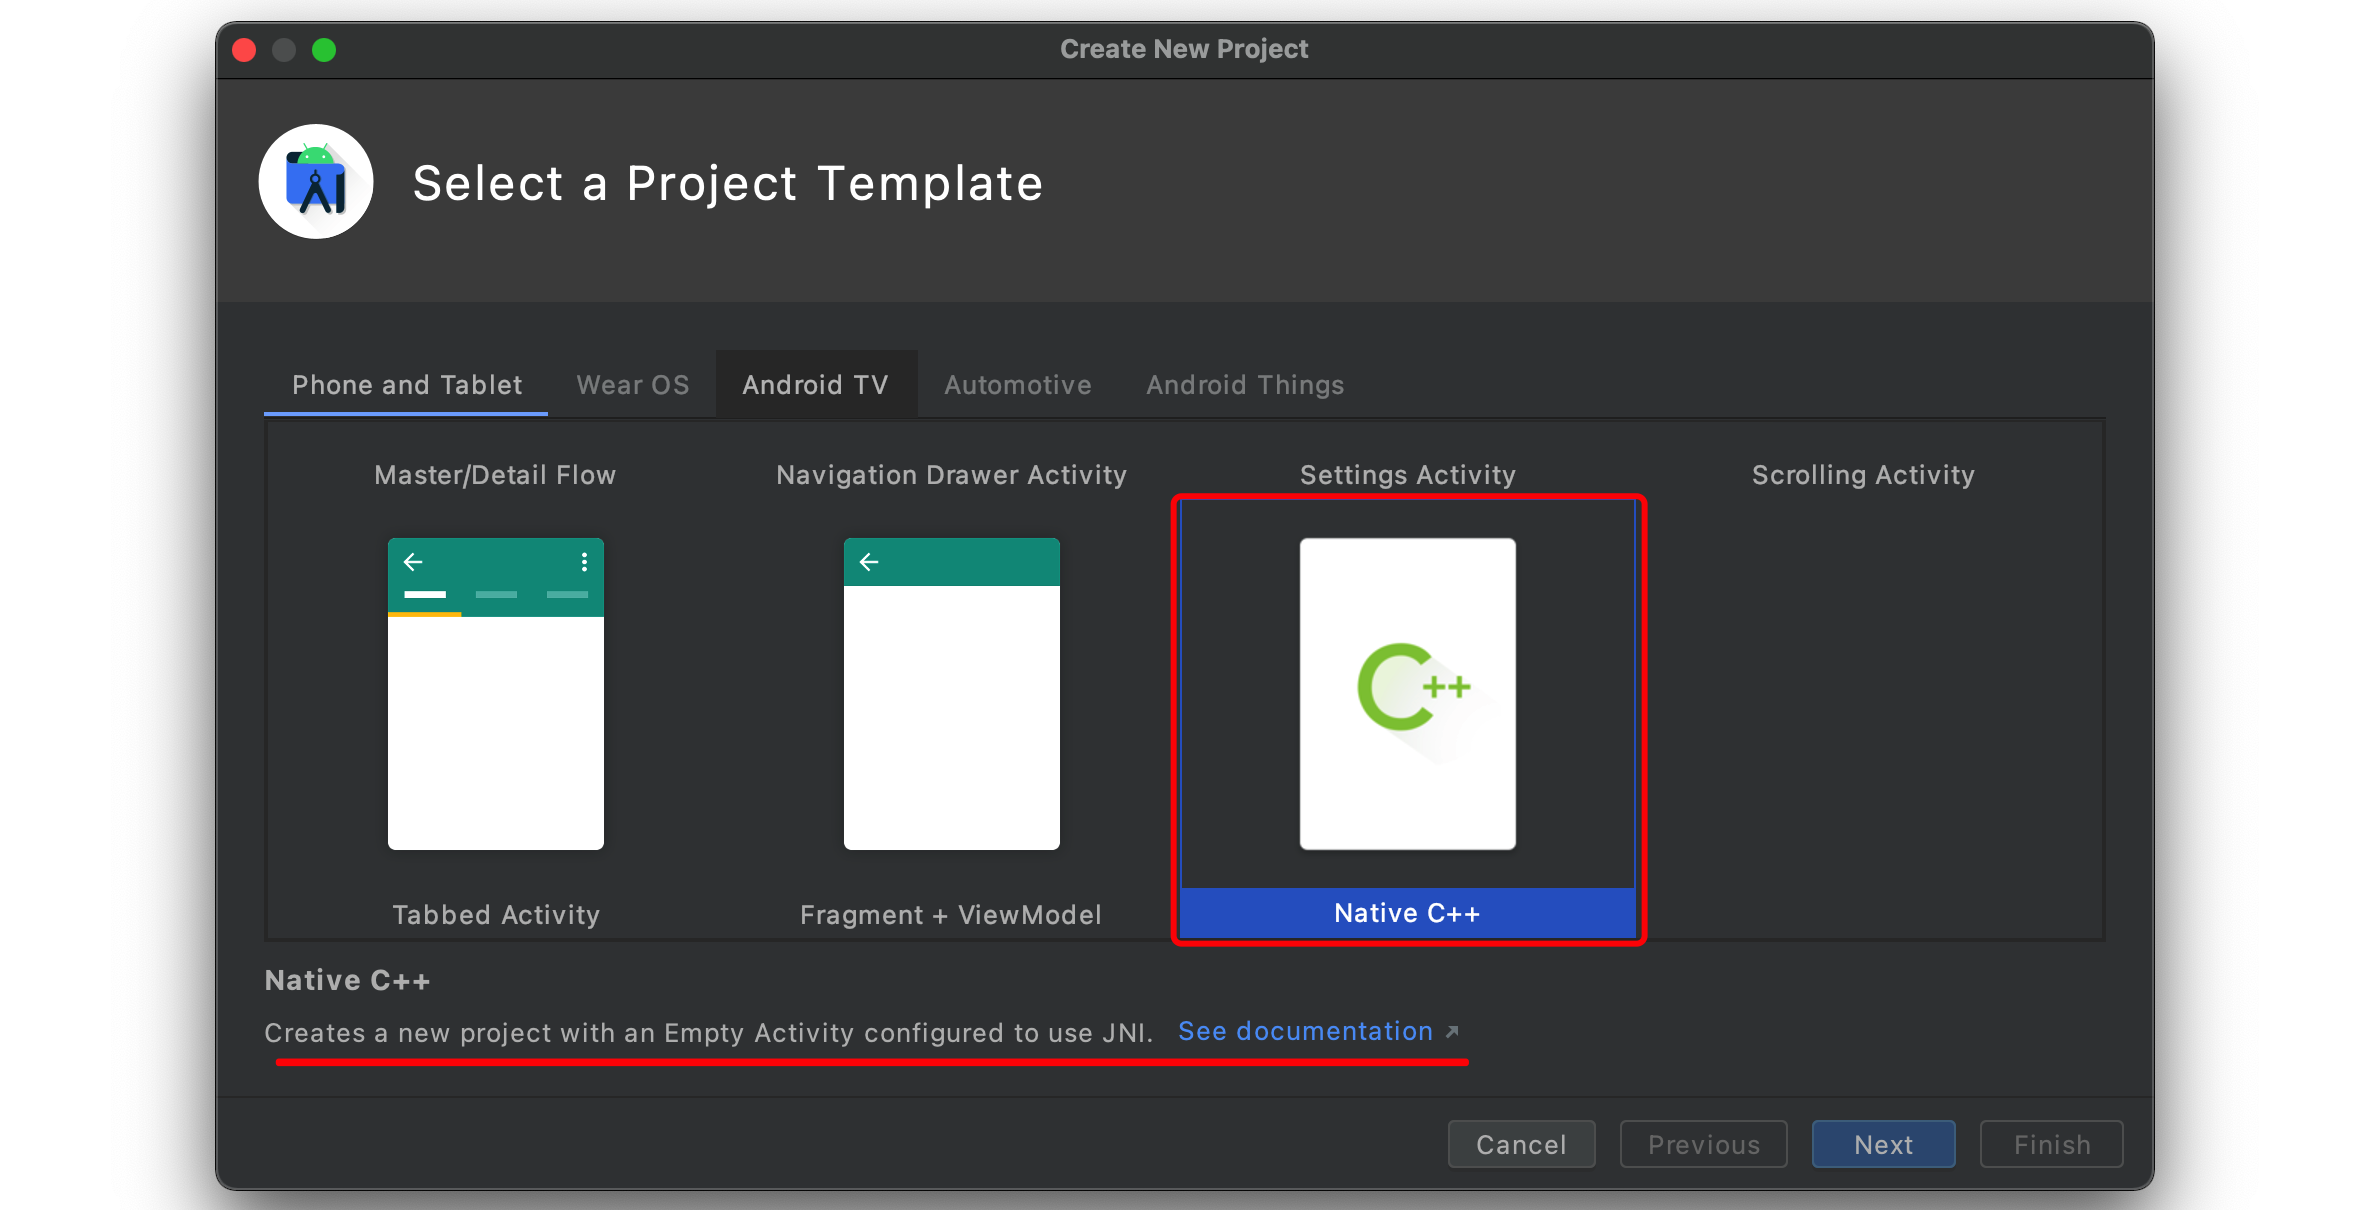 Create New Project
Select a Project Template
Phone and Tablet Wear OS Android TV Automotive Android Things
Master/Detail Flow Navigation Drawer Activity Settings Activity Scrolling Activity
C++
Tabbed Activity Fragment + ViewModel Native C++
Native C++
Creates a new project with an Empty Activity configured to use JNI. See documentation ↗
Cancel Previous Next Finish